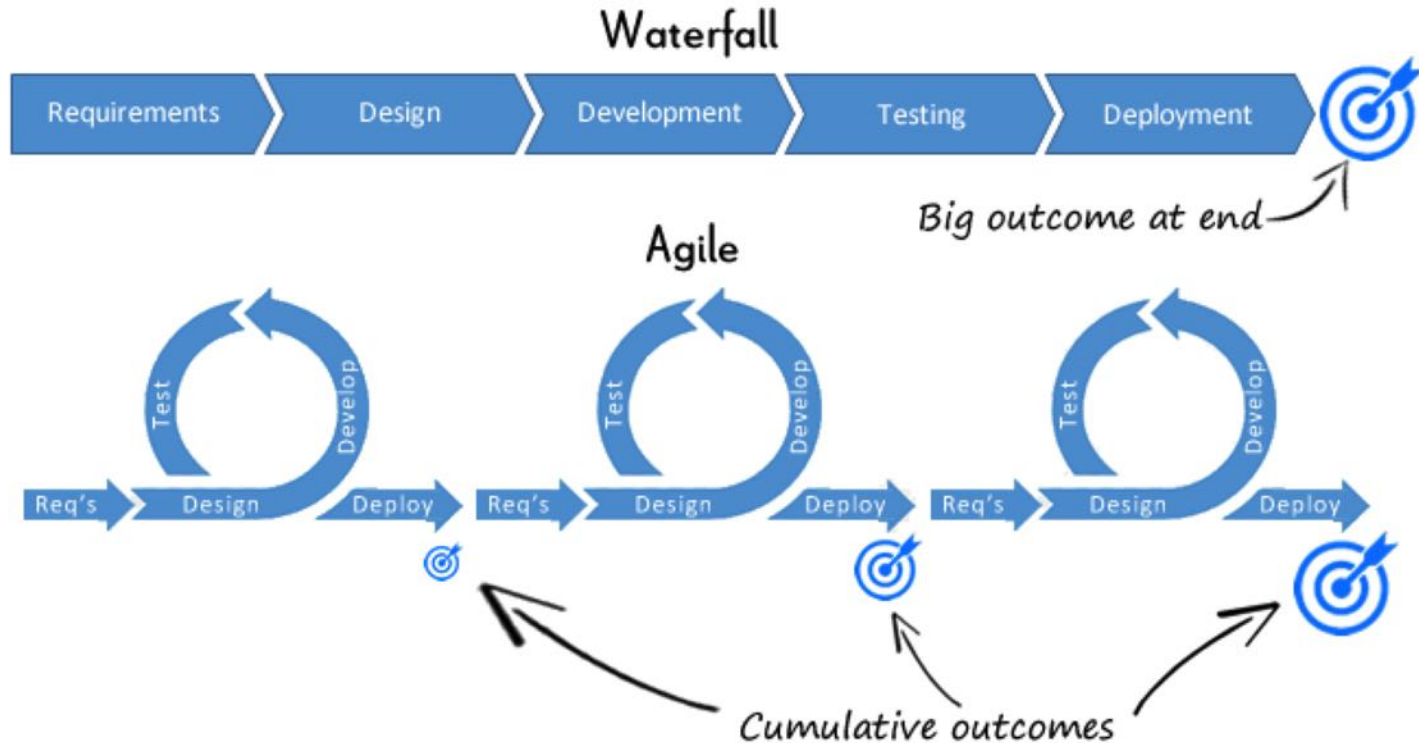 Waterfall
Requirements Design Development Testing Deployment
Big outcome at end
Agile
Test Develop Test Develop Test Develop
Req's Design Deploy Req's Design Deploy Req's Design Deploy
Cumulative outcomes